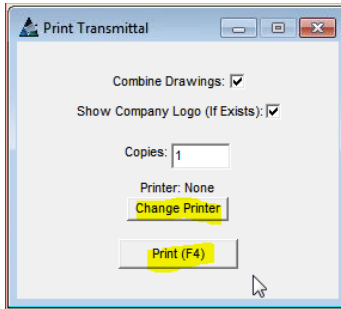 Print Transmittal
Combine Drawings:
Show Company Logo (If Exists):
Copies: 1
Printer: None
Change Printer
Print (F4)